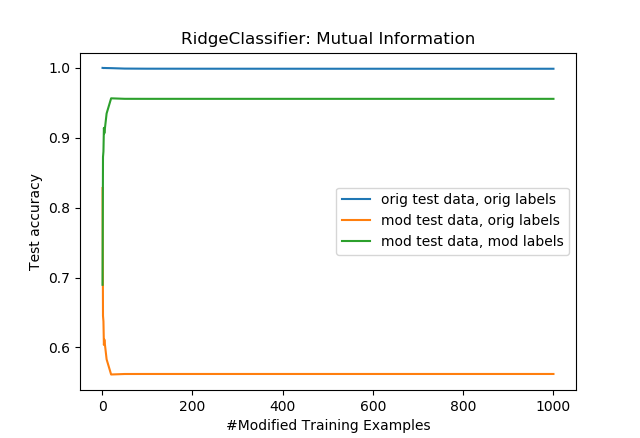 RidgeClassifier: Mutual Information
1.0
0.9
0.8
0.7
0.6
Test accuracy
orig test data, orig labels
mod test data, orig labels
mod test data, mod labels
0 200 400 600 800 1000
#Modified Training Examples